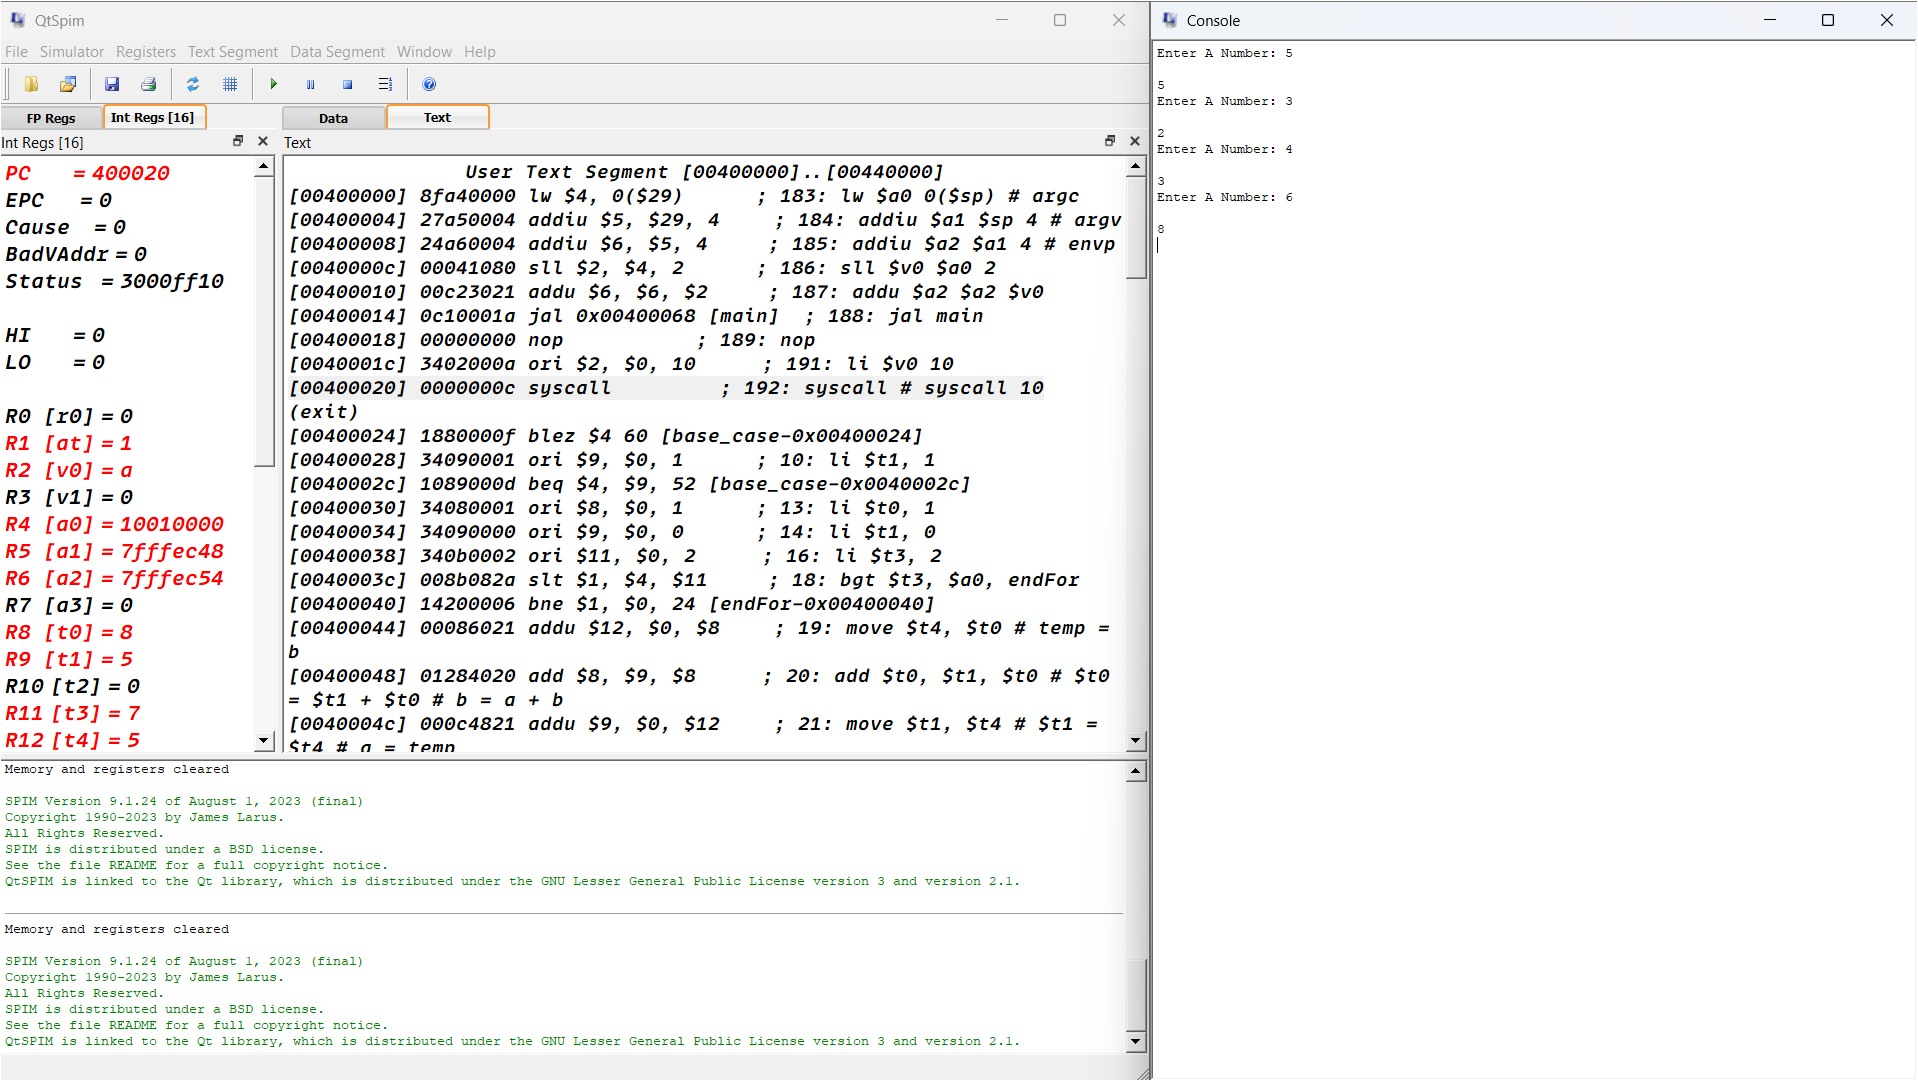 QtSpim
File Simulator Registers Text Segment Data Segment Window Help
FP Regs Int Regs [16]
Int Regs [16]
PC = 400020
EPC = 0
Cause = 0
BadVAddr = 0
Status = 3000ff10
HI = 0
LO = 0
R0 [r0] = 0
R1 [at] = 1
R2 [v0] = a
R3 [v1] = 0
R4 [a0] = 10010000
R5 [a1] = 7fffec48
R6 [a2] = 7fffec54
R7 [a3] = 0
R8 [t0] = 8
R9 [t1] = 5
R10 [t2] = 0
R11 [t3] = 7
R12 [t4] = 5
Data Text
Text
User Text Segment [00400000]..[00440000]
[00400000] 8fa40000 lw $4, 0($29) ; 183: lw $a0 0($sp) # argc
[00400004] 27a50004 addiu $5, $29, 4 ; 184: addiu $a1 $sp 4 # argv
[00400008] 24a60004 addiu $6, $5, 4 ; 185: addiu $a2 $a1 4 # envp
[0040000c] 00041080 sll $2, $4, 2 ; 186: sll $v0 $a0 2
[00400010] 00c23021 addu $6, $6, $2 ; 187: addu $a2 $a2 $v0
[00400014] 0c10001a jal 0x00400068 [main] ; 188: jal main
[00400018] 00000000 nop ; 189: nop
[0040001c] 3402000a ori $2, $0, 10 ; 191: li $v0 10
[00400020] 0000000c syscall ; 192: syscall # syscall 10
(exit)
[00400024] 1880000f blez $4 60 [base_case-0x00400024]
[00400028] 34090001 ori $9, $0, 1 ; 10: li $t1, 1
[0040002c] 1089000d beq $4, $9, 52 [base_case-0x0040002c]
[00400030] 34080001 ori $8, $0, 1 ; 13: li $t0, 1
[00400034] 34090000 ori $9, $0, 0 ; 14: li $t1, 0
[00400038] 340b0002 ori $11, $0, 2 ; 16: li $t3, 2
[0040003c] 008b082a slt $1, $4, $11 ; 18: bgt $t3, $a0, endFor
[00400040] 14200006 bne $1, $0, 24 [endFor-0x00400040]
[00400044] 00086021 addu $12, $0, $8 ; 19: move $t4, $t0 # temp =
b
[00400048] 01284020 add $8, $9, $8 ; 20: add $t0, $t1, $t0 # $t0
= $t1 + $t0 # b = a + b
[0040004c] 000c4821 addu $9, $0, $12 ; 21: move $t1, $t4 # $t1 =
$t4 # a = temp
Memory and registers cleared
SPIM Version 9.1.24 of August 1, 2023 (final)
Copyright 1990-2023 by James Larus.
All Rights Reserved.
SPIM is distributed under a BSD license.
See the file README for a full copyright notice.
QtSPIM is linked to the Qt library, which is distributed under the GNU Lesser General Public License version 3 and version 2.1.
Memory and registers cleared
SPIM Version 9.1.24 of August 1, 2023 (final)
Copyright 1990-2023 by James Larus.
All Rights Reserved.
SPIM is distributed under a BSD license.
See the file README for a full copyright notice.
QtSPIM is linked to the Qt library, which is distributed under the GNU Lesser General Public License version 3 and version 2.1.
Console
Enter A Number: 5
5
Enter A Number: 3
2
Enter A Number: 4
3
Enter A Number: 6
8